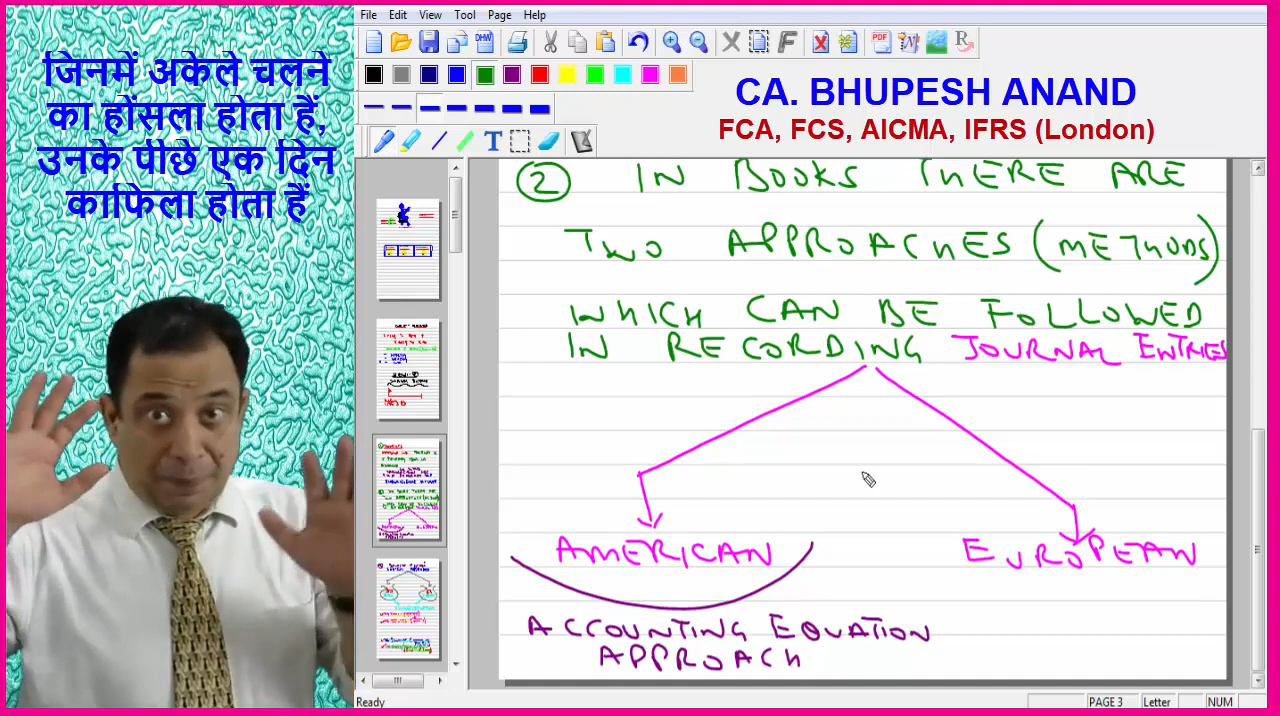 जिनमें अकेले चलने
का होंसला होता हैं,
उनके पीछे एक दिन
काफिला होता हैं
File Edit View Tool Page Help
DHW PDF
CA. BHUPESH ANAND
FCA, FCS, AICMA, IFRS (London)
② IN BOOKS THERE ARE
TWO APPROACHES (METHODS)
WHICH CAN BE FOLLOWED
IN RECORDING JOURNAL ENTRIES
AMERICAN EUROPEAN
ACCOUNTING EQUATION
APPROACH
Ready PAGE 3 Letter NUM